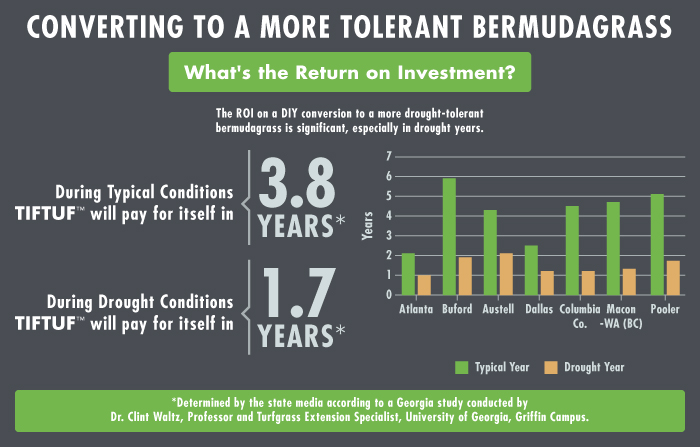 CONVERTING TO A MORE TOLERANT BERMUDAGRASS
What's the Return on Investment?
The ROI on a DIY conversion to a more drought-tolerant
bermudagrass is significant, especially in drought years.
During Typical Conditions
TIFTUF™ will pay for itself in
3.8
YEARS*
During Drought Conditions
TIFTUF™ will pay for itself in
1.7
YEARS*
Years
7
6
5
4
3
2
1
0
Atlanta Buford Austell Dallas Columbia Macon Pooler
Co. -WA (BC)
Typical Year Drought Year
*Determined by the state media according to a Georgia study conducted by
Dr. Clint Waltz, Professor and Turfgrass Extension Specialist, University of Georgia, Griffin Campus.